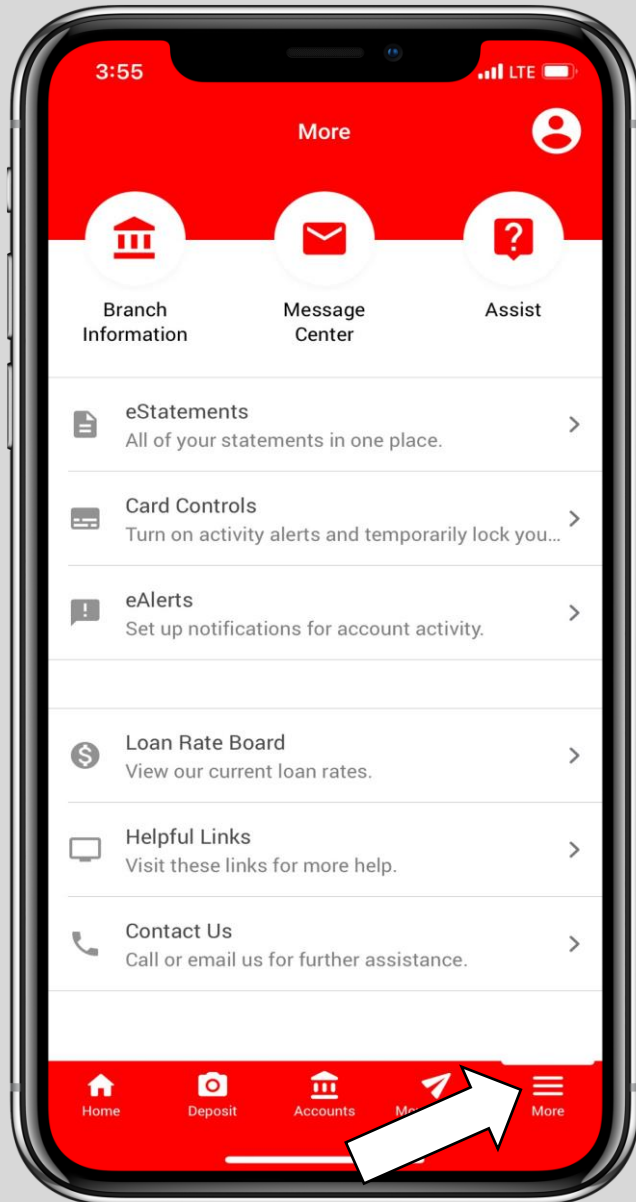 3:55
LTE
More
Branch
Information
Message
Center
Assist
eStatements
All of your statements in one place.
Card Controls
Turn on activity alerts and temporarily lock you...
eAlerts
Set up notifications for account activity.
Loan Rate Board
View our current loan rates.
Helpful Links
Visit these links for more help.
Contact Us
Call or email us for further assistance.
Home
Deposit
Accounts
More